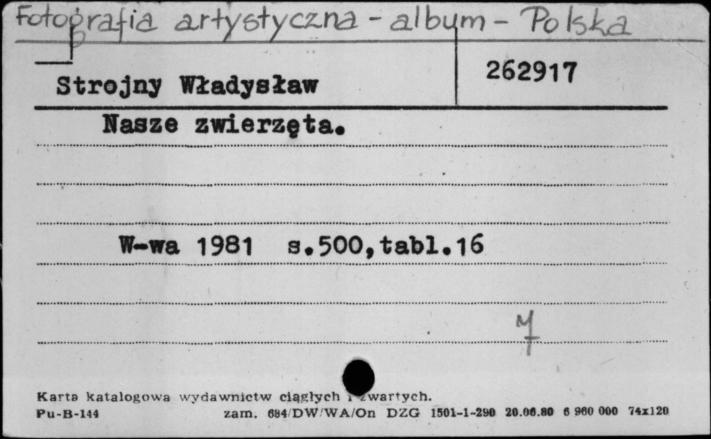 Fotografia artystyczna - album - Polska
Strojny Władysław
262917
Nasze zwierzęta.
W-wa 1981 s.500,tabl.16
Karta katalogowa wydawnictw ciągłych i zwartych.
Pu-B-144 zam. 684/DW/WA/On DZG 1501-1-290 20.06.80 6 960 000 74x120